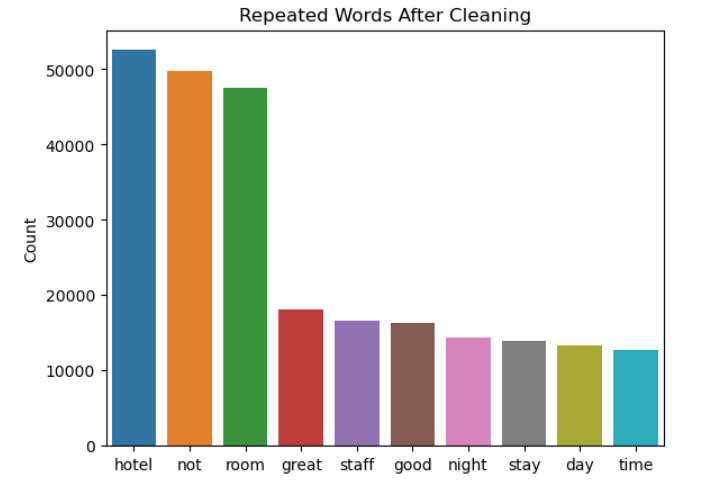 Repeated Words After Cleaning
Count
50000
40000
30000
20000
10000
0
hotel not room great staff good night stay day time